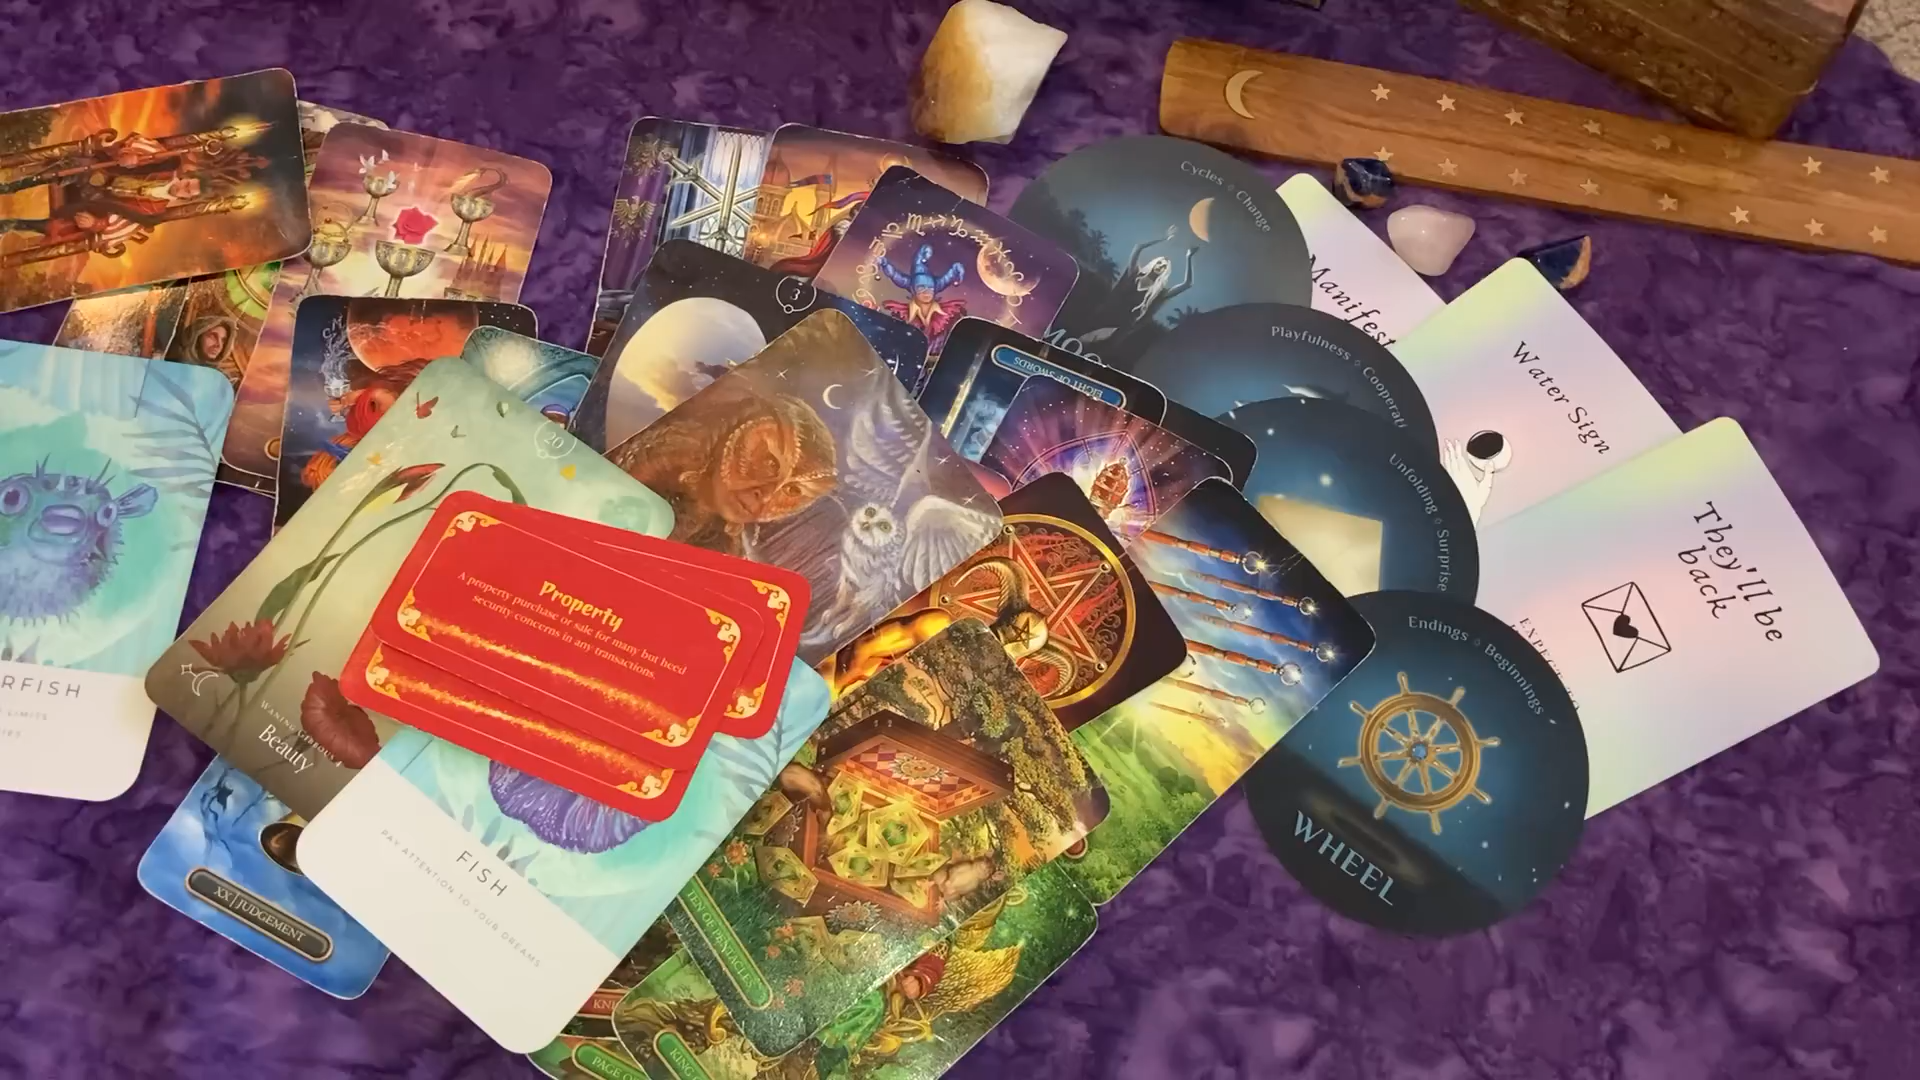 Cycles ◦ Change
Manifest
3
Playfulness ◦
Water Sign
EIGHT OF SWORDS
20
Unfolding ◦ Surprise
They'll be
back
Property
A property purchase or sale for many but heed
security concerns in any transactions.
Endings ◦ Beginnings
WHEEL
LIMITS
Beauty
FISH
PAY ATTENTION TO YOUR DREAMS
XX JUDGEMENT
TEN OF PENTACLES